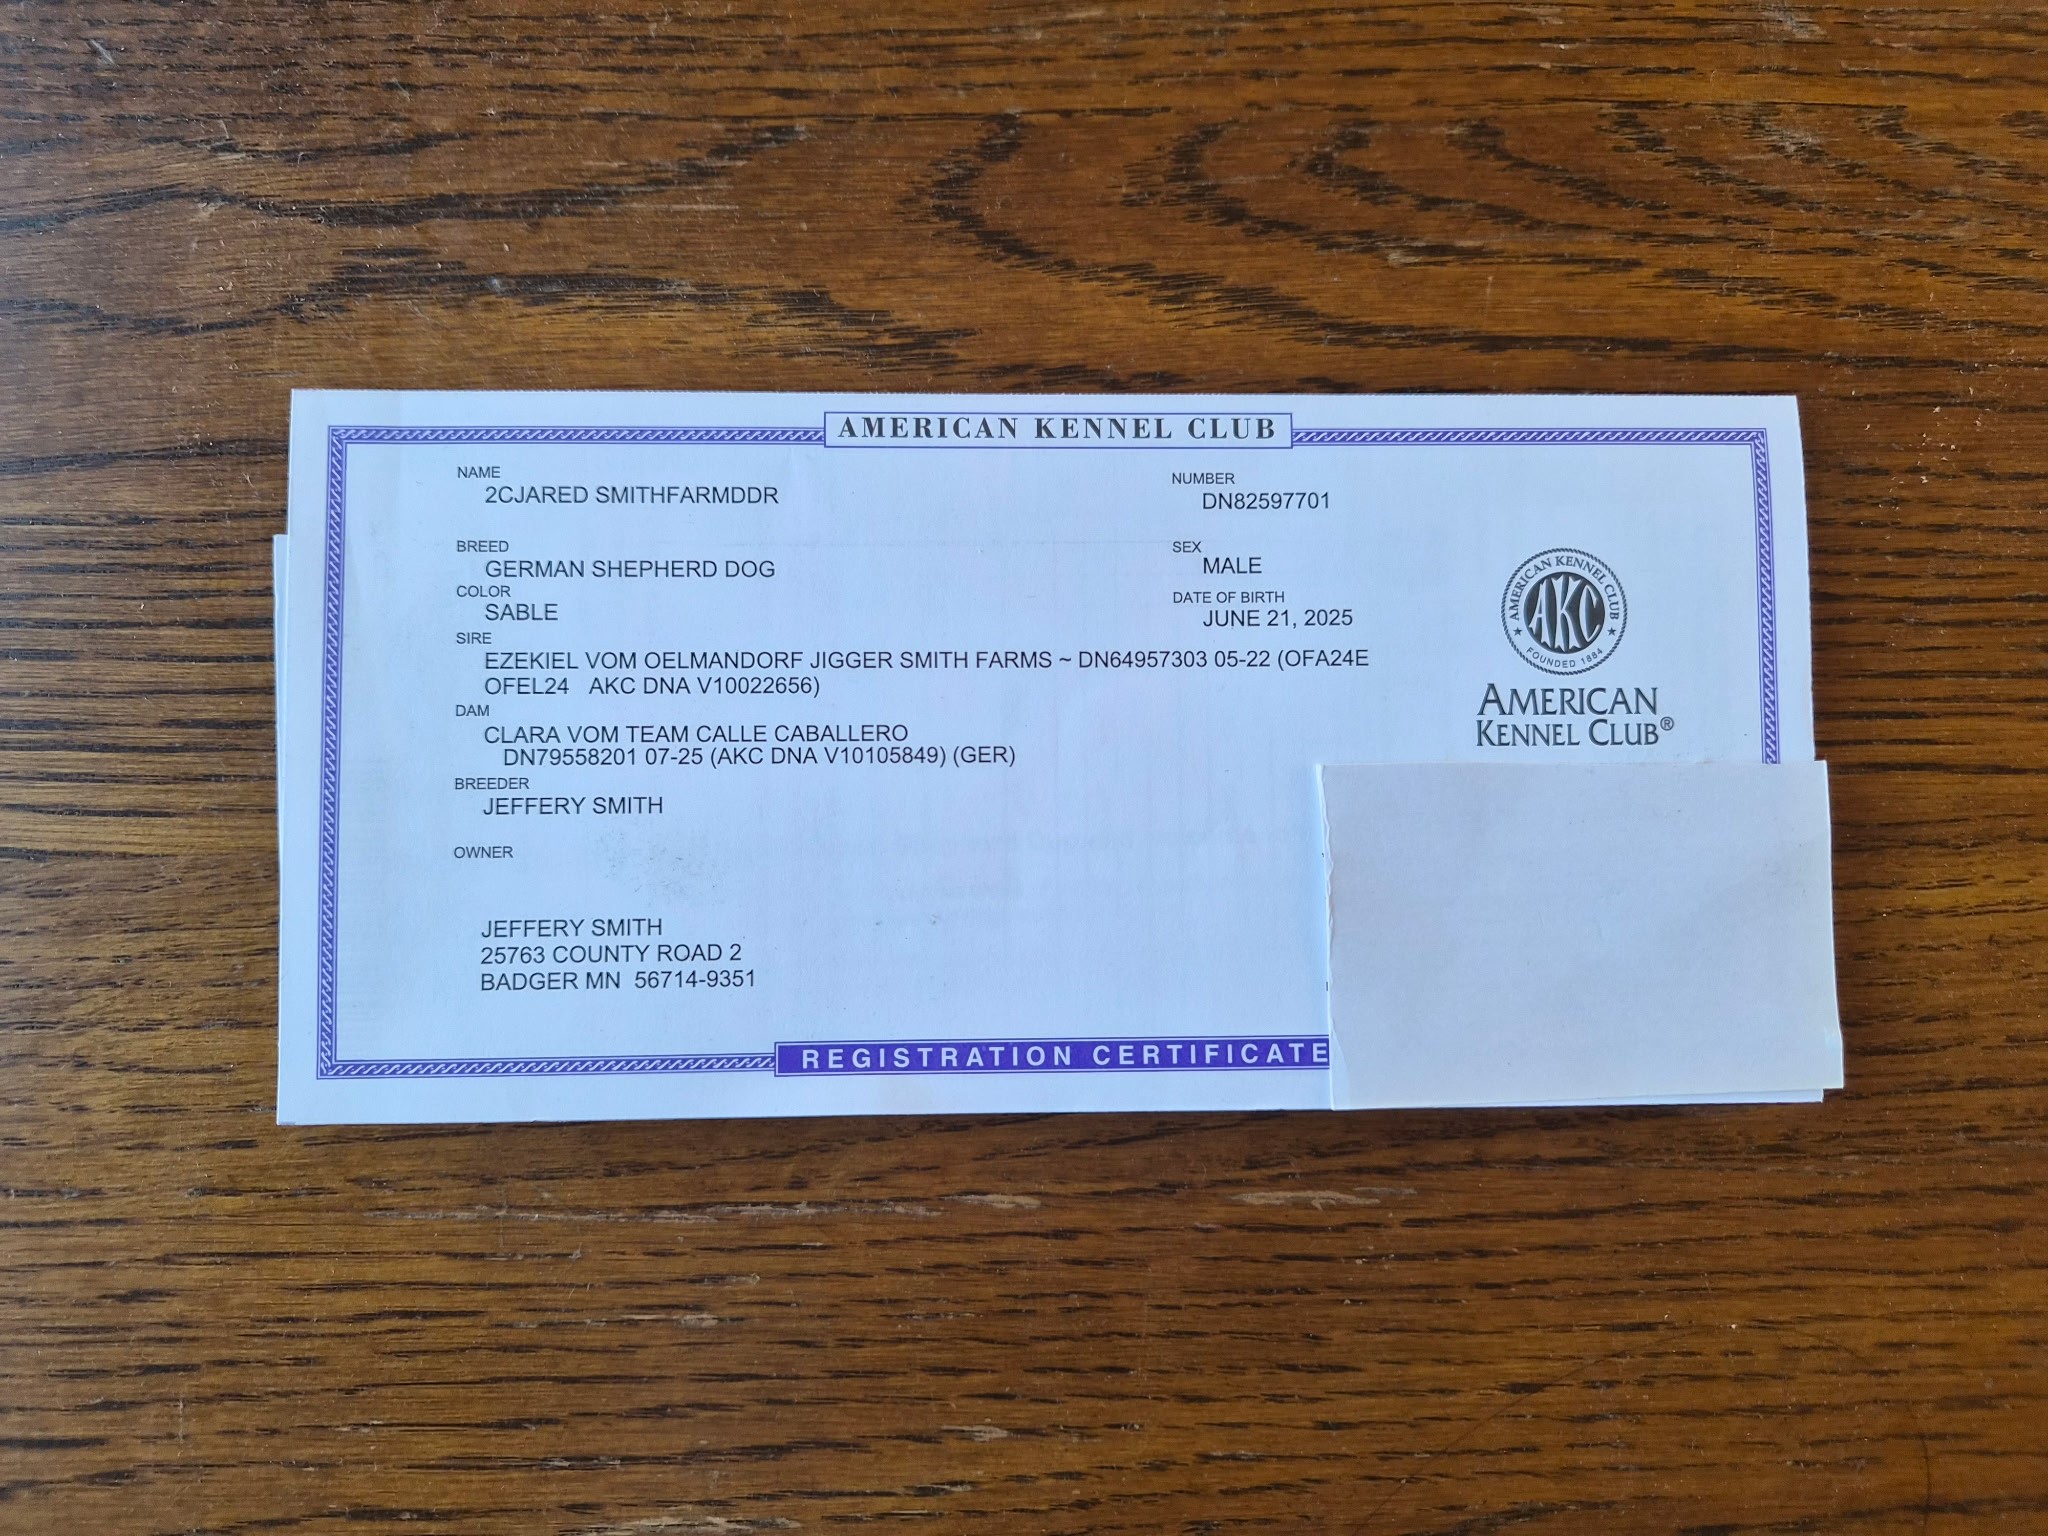 AMERICAN KENNEL CLUB
NAME
2CJARED SMITHFARMDDR
NUMBER
DN82597701
BREED
GERMAN SHEPHERD DOG
SEX
MALE
COLOR
SABLE
DATE OF BIRTH
JUNE 21, 2025
SIRE
EZEKIEL VOM OELMANDORF JIGGER SMITH FARMS ~ DN64957303 05-22 (OFA24E
OFEL24 AKC DNA V10022656)
DAM
CLARA VOM TEAM CALLE CABALLERO
DN79558201 07-25 (AKC DNA V10105849) (GER)
BREEDER
JEFFERY SMITH
OWNER
JEFFERY SMITH
25763 COUNTY ROAD 2
BADGER MN 56714-9351
AMERICAN KENNEL CLUB
AKC
FOUNDED 1884
AMERICAN
KENNEL CLUB®
REGISTRATION CERTIFICATE